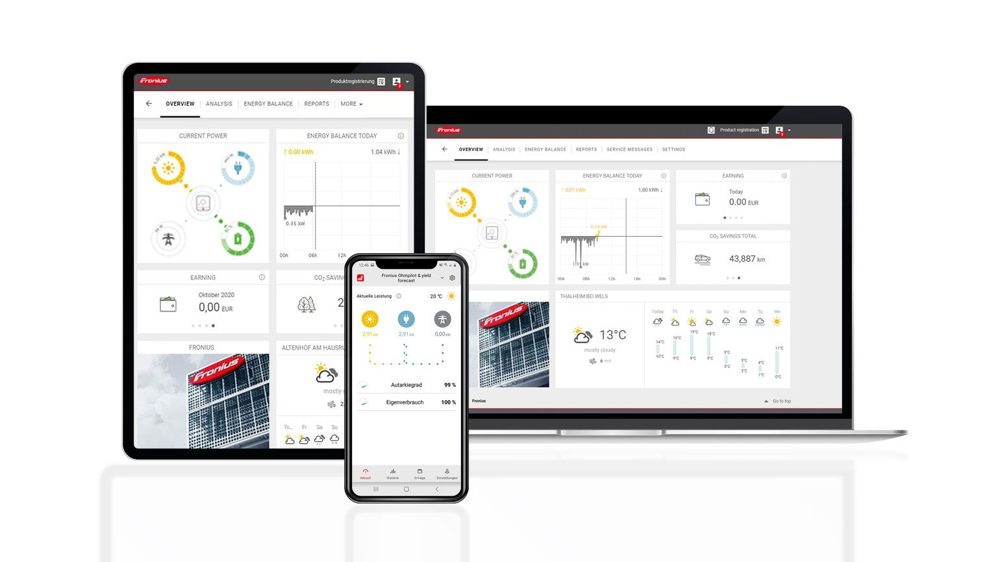 Fronius
Produktregistrierung
2
OVERVIEW
ANALYSIS
ENERGY BALANCE
REPORTS
MORE
CURRENT POWER
ENERGY BALANCE TODAY
↑ 0.00 kWh
1.04 kWh ↓
0.35 kW
00h
06h
12h
EARNING
Oktober 2020
0,00 EUR
CO2 SAVIN
2
FRONIUS
Fronius
ALTENHOF AM HAUSRU
mostly
2.
To...
Fr
Sa
Su
12:46
Fronius Ohmpilot & yield
forecast
Aktuelle Leistung
20 °C
2,91 kW
2,91 kW
0,00 kW
Autarkiegrad
99 %
Eigenverbrauch
100 %
Aktuell
Historie
Erträge
Einstellungen
Fronius
Product registration
2
OVERVIEW
ANALYSIS
ENERGY BALANCE
REPORTS
SERVICE MESSAGES
SETTINGS
CURRENT POWER
ENERGY BALANCE TODAY
↑ 0,07 kWh
1,80 kWh ↓
0,19 kW
00h
06h
12h
18h
00h
EARNING
Today
0.00 EUR
CO2 SAVINGS TOTAL
43,887 km
Fronius
THALHEIM BEI WELS
13°C
mostly cloudy
6 m/s
Today
Th
Fr
Sa
Su
Mo
Tu
We
14°C
16°C
19°C
18°C
9°C
5°C
4°C
11°C
10°C
9°C
9°C
9°C
5°C
3°C
1°C
0°C
Fronius
Go to top